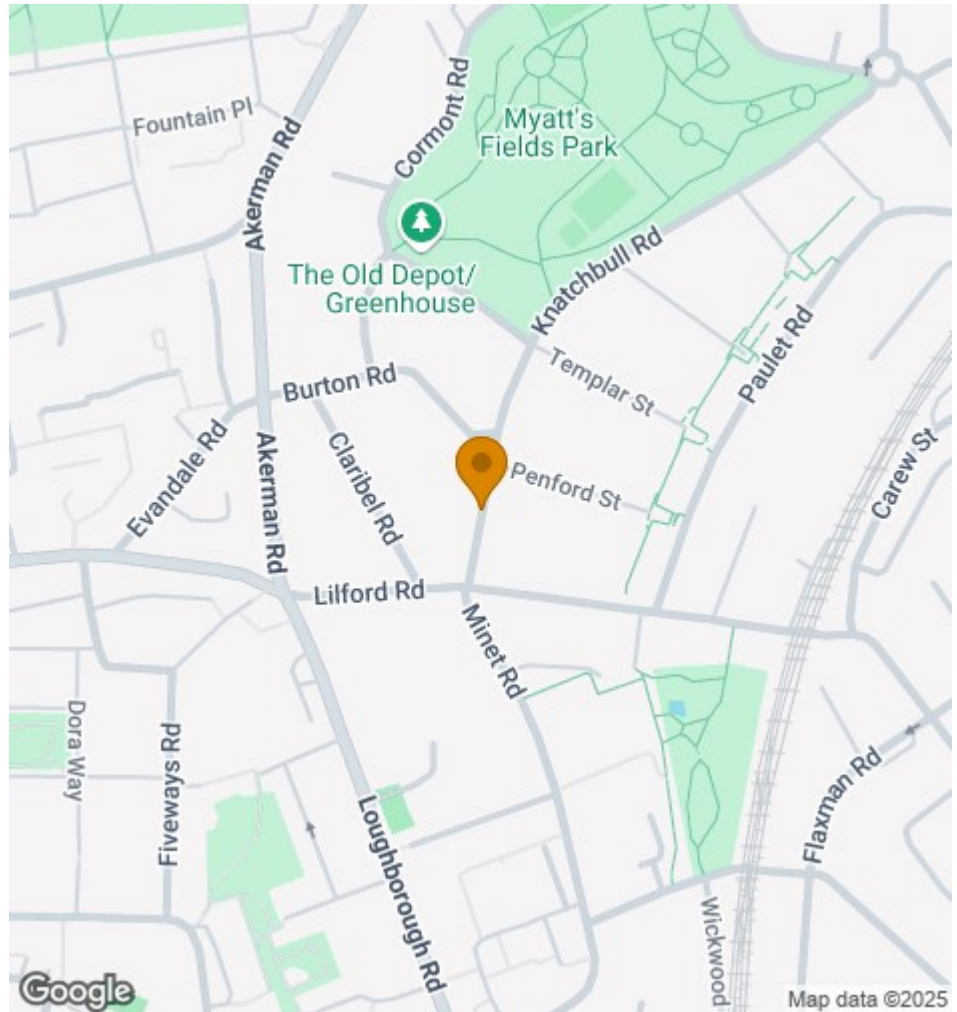 Fountain Pl
Akerman Rd
Cormont Rd
Myatt's
Fields Park
The Old Depot/
Greenhouse
Knatchbull Rd
Templar St
Paulet Rd
Burton Rd
Evandale Rd
Claribel Rd
Akerman Rd
Penford St
Carew St
Lilford Rd
Minet Rd
Dora Way
Fiveways Rd
Loughborough Rd
Flaxman Rd
Wickwood
Google
Map data ©2025